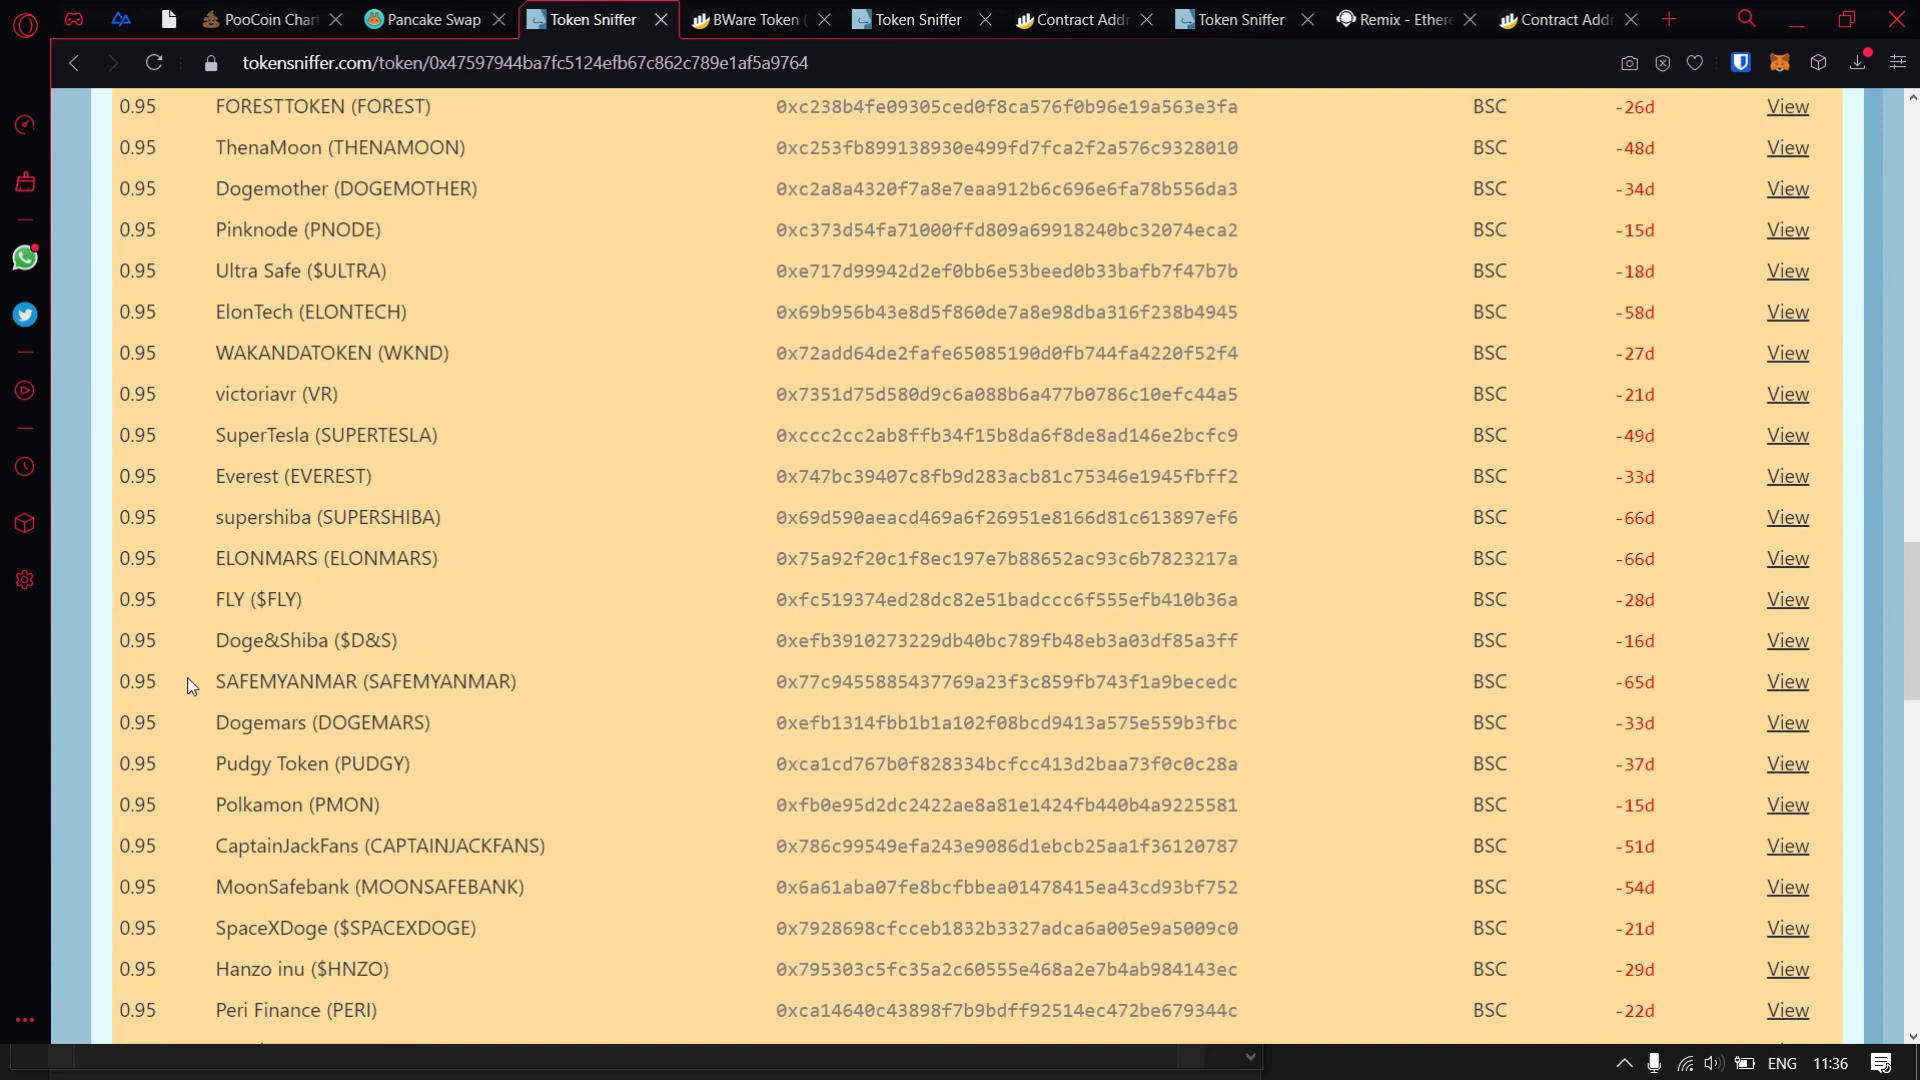 PooCoin Char
Pancake Swap
Token Sniffer
BWare Token (
Token Sniffer
Contract Addr
Token Sniffer
Remix - Ethere
Contract Addr
tokensniffer.com/token/0x47597944ba7fc5124efb67c862c789e1af5a9764
0.95 FORESTTOKEN (FOREST) 0xc238b4fe09305ced0f8ca576f0b96e19a563e3fa BSC -26d View
0.95 ThenaMoon (THENAMOON) 0xc253fb899138930e499fd7fca2f2a576c9328010 BSC -48d View
0.95 Dogemother (DOGEMOTHER) 0xc2a8a4320f7a8e7eaa912b6c696e6fa78b556da3 BSC -34d View
0.95 Pinknode (PNODE) 0xc373d54fa71000ffd809a69918240bc32074eca2 BSC -15d View
0.95 Ultra Safe ($ULTRA) 0xe717d99942d2ef0bb6e53beed0b33bafb7f47b7b BSC -18d View
0.95 ElonTech (ELONTECH) 0x69b956b43e8d5f860de7a8e98dba316f238b4945 BSC -58d View
0.95 WAKANDATOKEN (WKND) 0x72add64de2fafe65085190d0fb744fa4220f52f4 BSC -27d View
0.95 victoriavr (VR) 0x7351d75d580d9c6a088b6a477b0786c10efc44a5 BSC -21d View
0.95 SuperTesla (SUPERTESLA) 0xccc2cc2ab8ffb34f15b8da6f8de8ad146e2bcfc9 BSC -49d View
0.95 Everest (EVEREST) 0x747bc39407c8fb9d283acb81c75346e1945fbff2 BSC -33d View
0.95 supershiba (SUPERSHIBA) 0x69d590aeacd469a6f26951e8166d81c613897ef6 BSC -66d View
0.95 ELONMARS (ELONMARS) 0x75a92f20c1f8ec197e7b88652ac93c6b7823217a BSC -66d View
0.95 FLY ($FLY) 0xfc519374ed28dc82e51badccc6f555efb410b36a BSC -28d View
0.95 Doge&Shiba ($D&S) 0xefb3910273229db40bc789fb48eb3a03df85a3ff BSC -16d View
0.95 SAFEMYANMAR (SAFEMYANMAR) 0x77c9455885437769a23f3c859fb743f1a9becedc BSC -65d View
0.95 Dogemars (DOGEMARS) 0xefb1314fbb1b1a102f08bcd9413a575e559b3fbc BSC -33d View
0.95 Pudgy Token (PUDGY) 0xca1cd767b0f828334bcfcc413d2baa73f0c0c28a BSC -37d View
0.95 Polkamon (PMON) 0xfb0e95d2dc2422ae8a81e1424fb440b4a9225581 BSC -15d View
0.95 CaptainJackFans (CAPTAINJACKFANS) 0x786c99549efa243e9086d1ebcb25aa1f36120787 BSC -51d View
0.95 MoonSafebank (MOONSAFEBANK) 0x6a61aba07fe8bcfbbea01478415ea43cd93bf752 BSC -54d View
0.95 SpaceXDoge ($SPACEXDOGE) 0x7928698cfcceb1832b3327adca6a005e9a5009c0 BSC -21d View
0.95 Hanzo inu ($HNZO) 0x795303c5fc35a2c60555e468a2e7b4ab984143ec BSC -29d View
0.95 Peri Finance (PERI) 0xca14640c43898f7b9bdff92514ec472be679344c BSC -22d View
ENG 11:36